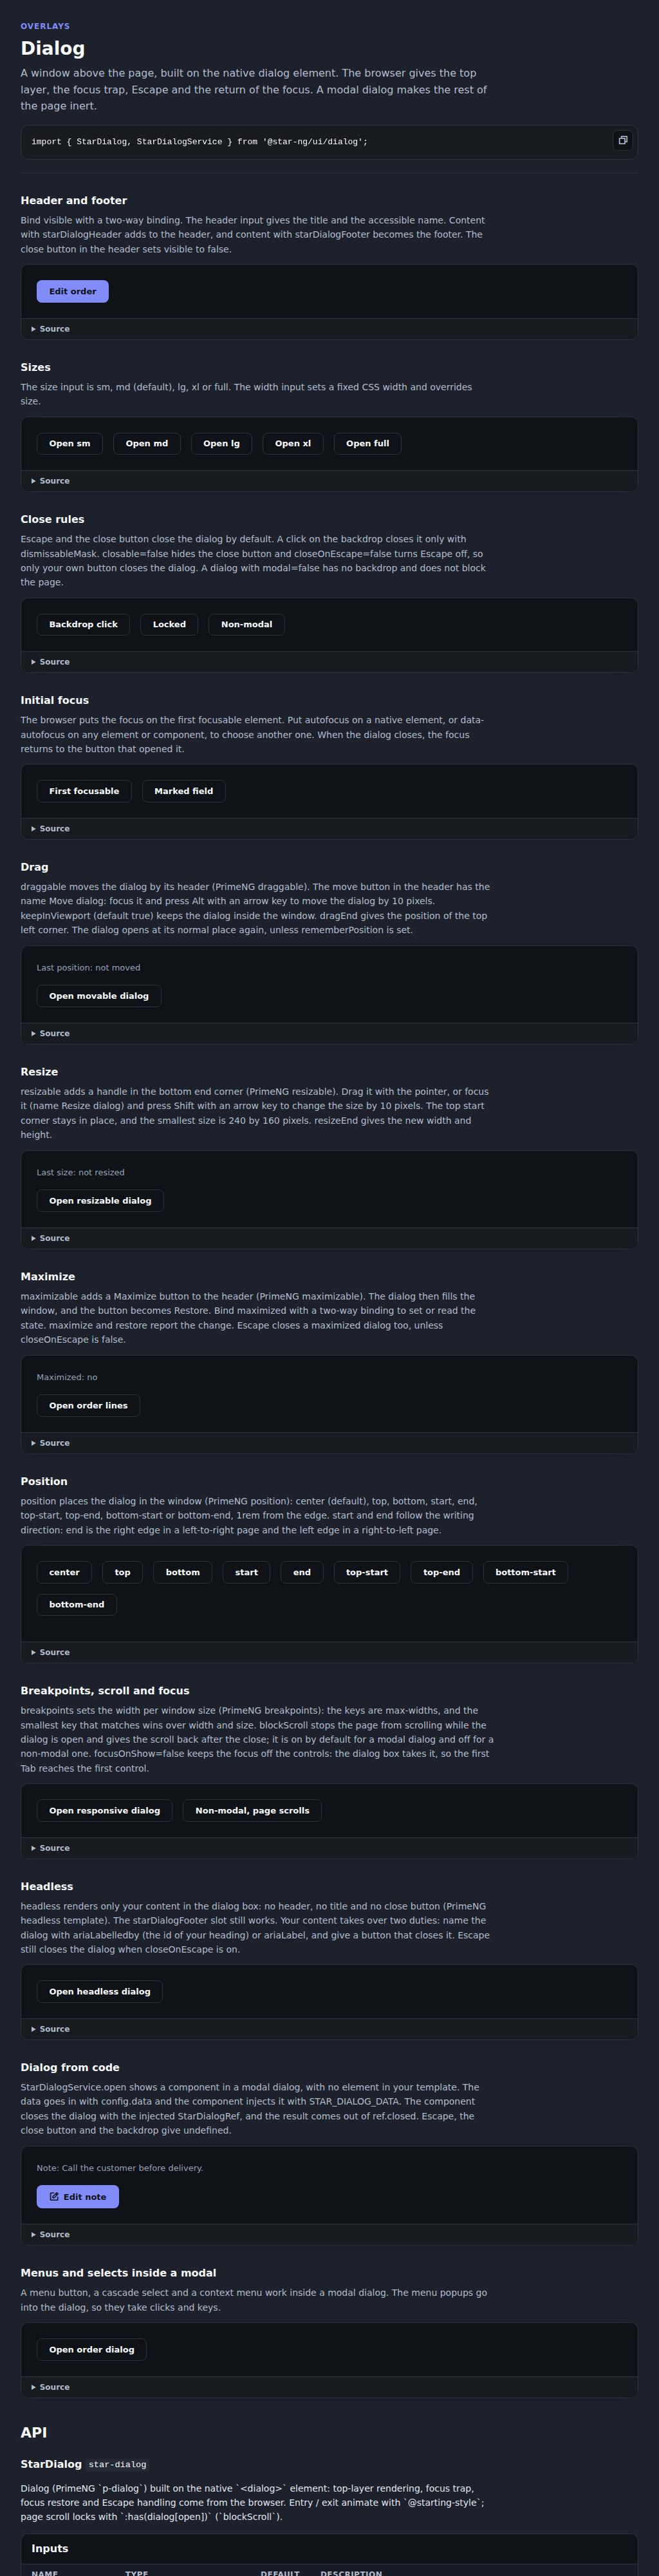 OVERLAYS
Dialog
A window above the page, built on the native dialog element. The browser gives the top
layer, the focus trap, Escape and the return of the focus. A modal dialog makes the rest of
the page inert.
import { StarDialog, StarDialogService } from '@star-ng/ui/dialog';
Header and footer
Bind visible with a two-way binding. The header input gives the title and the accessible name. Content
with starDialogHeader adds to the header, and content with starDialogFooter becomes the footer. The
close button in the header sets visible to false.
Edit order
Source
Sizes
The size input is sm, md (default), lg, xl or full. The width input sets a fixed CSS width and overrides
size.
Open sm Open md Open lg Open xl Open full
Source
Close rules
Escape and the close button close the dialog by default. A click on the backdrop closes it only with
dismissableMask. closable=false hides the close button and closeOnEscape=false turns Escape off, so
only your own button closes the dialog. A dialog with modal=false has no backdrop and does not block
the page.
Backdrop click Locked Non-modal
Source
Initial focus
The browser puts the focus on the first focusable element. Put autofocus on a native element, or data-
autofocus on any element or component, to choose another one. When the dialog closes, the focus
returns to the button that opened it.
First focusable Marked field
Source
Drag
draggable moves the dialog by its header (PrimeNG draggable). The move button in the header has the
name Move dialog: focus it and press Alt with an arrow key to move the dialog by 10 pixels.
keepInViewport (default true) keeps the dialog inside the window. dragEnd gives the position of the top
left corner. The dialog opens at its normal place again, unless rememberPosition is set.
Last position: not moved
Open movable dialog
Source
Resize
resizable adds a handle in the bottom end corner (PrimeNG resizable). Drag it with the pointer, or focus
it (name Resize dialog) and press Shift with an arrow key to change the size by 10 pixels. The top start
corner stays in place, and the smallest size is 240 by 160 pixels. resizeEnd gives the new width and
height.
Last size: not resized
Open resizable dialog
Source
Maximize
maximizable adds a Maximize button to the header (PrimeNG maximizable). The dialog then fills the
window, and the button becomes Restore. Bind maximized with a two-way binding to set or read the
state. maximize and restore report the change. Escape closes a maximized dialog too, unless
closeOnEscape is false.
Maximized: no
Open order lines
Source
Position
position places the dialog in the window (PrimeNG position): center (default), top, bottom, start, end,
top-start, top-end, bottom-start or bottom-end, 1rem from the edge. start and end follow the writing
direction: end is the right edge in a left-to-right page and the left edge in a right-to-left page.
center top bottom start end top-start top-end bottom-start
bottom-end
Source
Breakpoints, scroll and focus
breakpoints sets the width per window size (PrimeNG breakpoints): the keys are max-widths, and the
smallest key that matches wins over width and size. blockScroll stops the page from scrolling while the
dialog is open and gives the scroll back after the close; it is on by default for a modal dialog and off for a
non-modal one. focusOnShow=false keeps the focus off the controls: the dialog box takes it, so the first
Tab reaches the first control.
Open responsive dialog Non-modal, page scrolls
Source
Headless
headless renders only your content in the dialog box: no header, no title and no close button (PrimeNG
headless template). The starDialogFooter slot still works. Your content takes over two duties: name the
dialog with ariaLabelledby (the id of your heading) or ariaLabel, and give a button that closes it. Escape
still closes the dialog when closeOnEscape is on.
Open headless dialog
Source
Dialog from code
StarDialogService.open shows a component in a modal dialog, with no element in your template. The
data goes in with config.data and the component injects it with STAR_DIALOG_DATA. The component
closes the dialog with the injected StarDialogRef, and the result comes out of ref.closed. Escape, the
close button and the backdrop give undefined.
Note: Call the customer before delivery.
Edit note
Source
Menus and selects inside a modal
A menu button, a cascade select and a context menu work inside a modal dialog. The menu popups go
into the dialog, so they take clicks and keys.
Open order dialog
Source
API
StarDialog star-dialog
Dialog (PrimeNG `p-dialog`) built on the native `<dialog>` element: top-layer rendering, focus trap,
focus restore and Escape handling come from the browser. Entry / exit animate with `@starting-style`;
page scroll locks with `:has(dialog[open])` (`blockScroll`).
Inputs
NAME TYPE DEFAULT DESCRIPTION